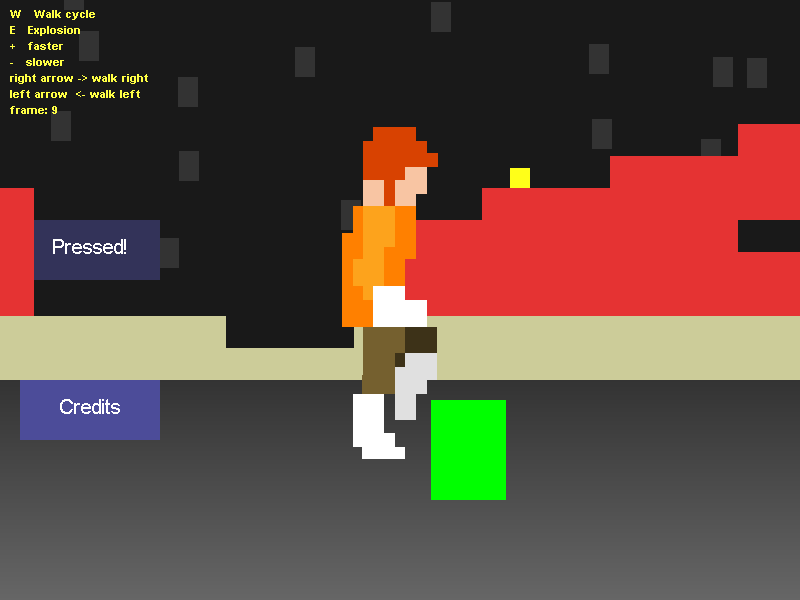 W Walk cycle
E Explosion
+ faster
- slower
right arrow -> walk right
left arrow <- walk left
frame: 9
Pressed!
Credits